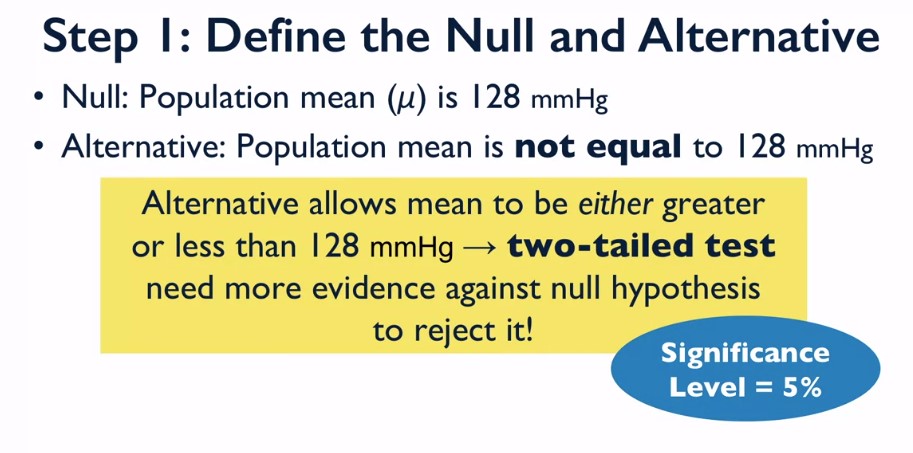 Step 1: Define the Null and Alternative
• Null: Population mean (μ) is 128 mmHg
• Alternative: Population mean is not equal to 128 mmHg
Alternative allows mean to be either greater
or less than 128 mmHg → two-tailed test
need more evidence against null hypothesis
to reject it!
Significance
Level = 5%